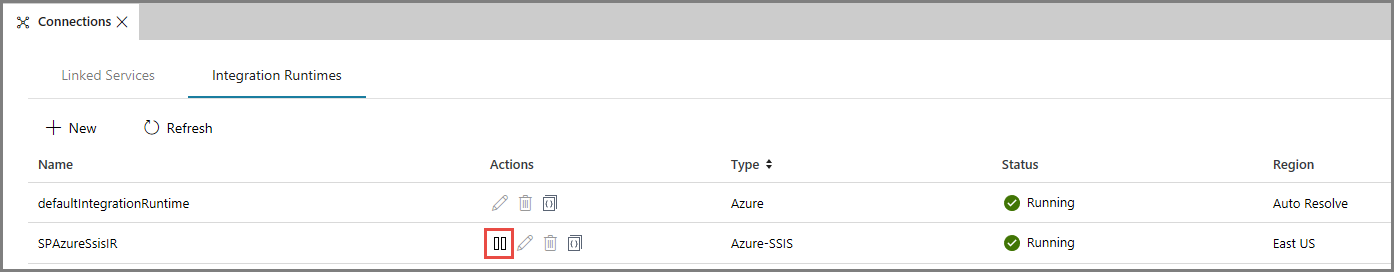 Connections
Linked Services Integration Runtimes
New Refresh
Name Actions Type Status Region
defaultIntegrationRuntime Azure Running Auto Resolve
SPAzureSsisIR Azure-SSIS Running East US